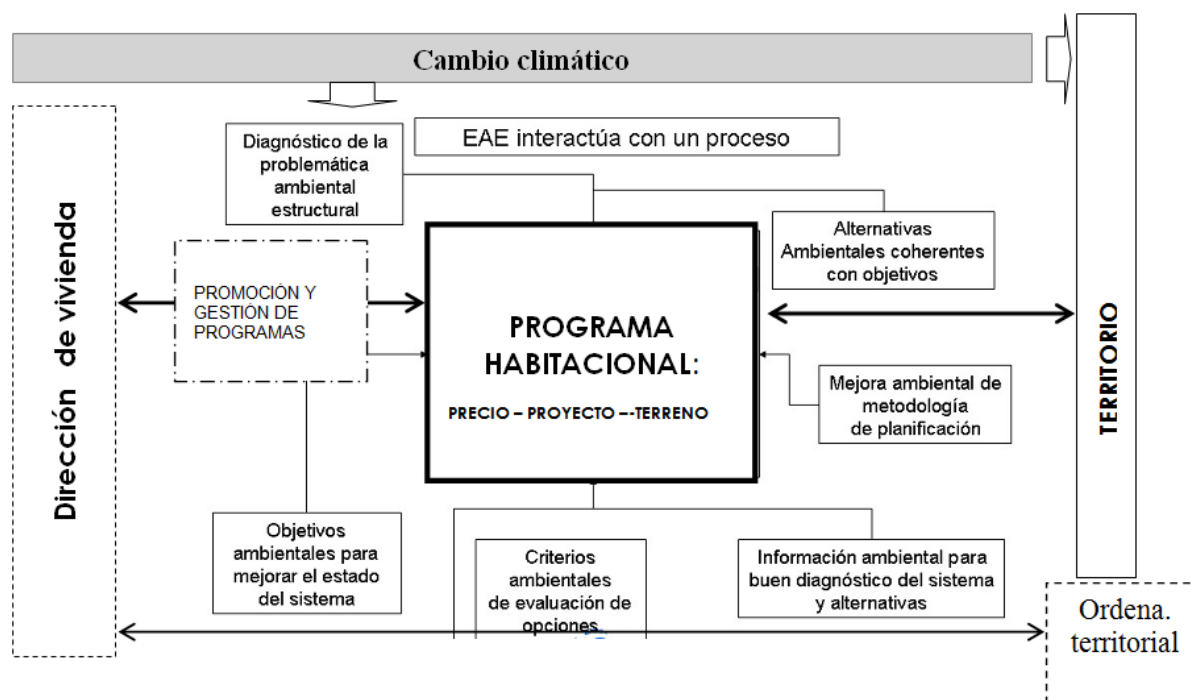 Cambio climático
EAE interactúa con un proceso
Diagnóstico de la
problemática
ambiental
estructural
Dirección de vivienda
PROMOCIÓN Y
GESTIÓN DE
PROGRAMAS
PROGRAMA
HABITACIONAL:
PRECIO – PROYECTO –-TERRENO
Alternativas
Ambientales coherentes
con objetivos
TERRITORIO
Mejora ambiental de
metodología
de planificación
Objetivos
ambientales para
mejorar el estado
del sistema
Criterios
ambientales
de evaluación de
opciones
Información ambiental para
buen diagnóstico del sistema
y alternativas
Ordena.
territorial